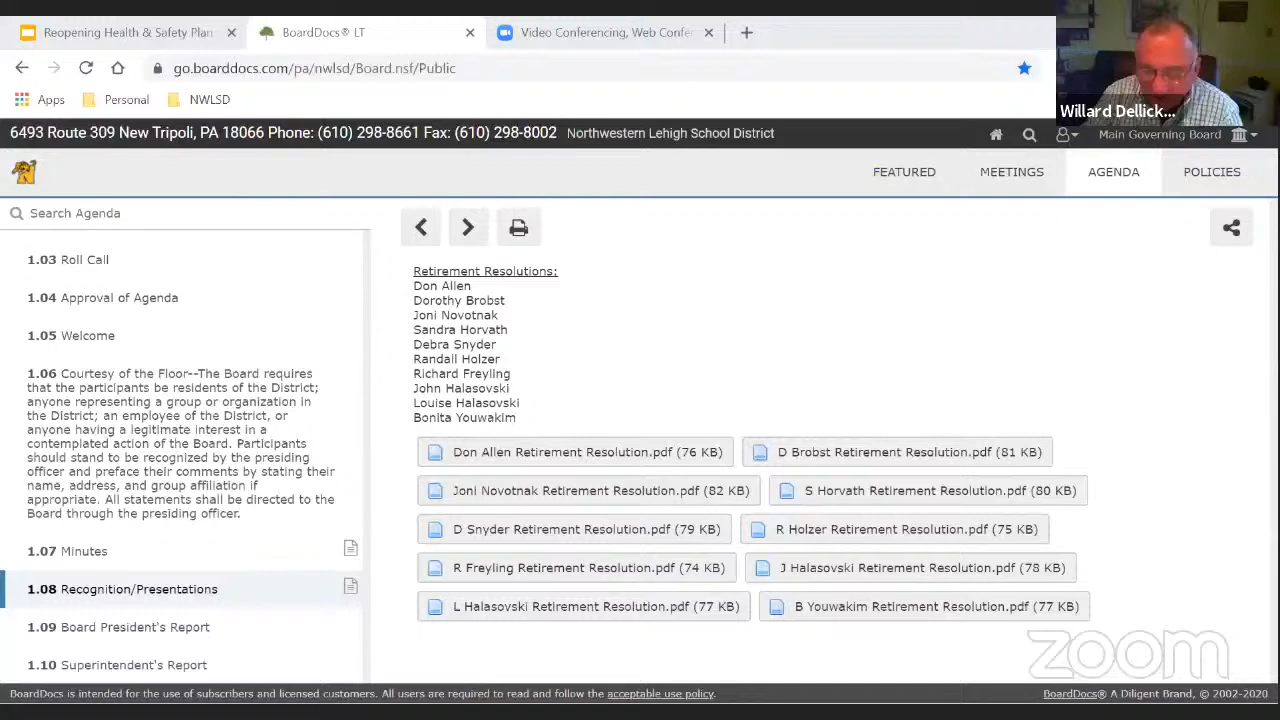 Reopening Health & Safety Plan
BoardDocs® LT
Video Conferencing, Web Confe
go.boarddocs.com/pa/nwlsd/Board.nsf/Public
Apps
Personal
NWLSD
Willard Dellick...
6493 Route 309 New Tripoli, PA 18066 Phone: (610) 298-8661 Fax: (610) 298-8002 Northwestern Lehigh School District
Main Governing Board
FEATURED
MEETINGS
AGENDA
POLICIES
Search Agenda
1.03 Roll Call
1.04 Approval of Agenda
1.05 Welcome
1.06 Courtesy of the Floor--The Board requires
that the participants be residents of the District;
anyone representing a group or organization in
the District; an employee of the District, or
anyone having a legitimate interest in a
contemplated action of the Board. Participants
should stand to be recognized by the presiding
officer and preface their comments by stating their
name, address, and group affiliation if
appropriate. All statements shall be directed to the
Board through the presiding officer.
1.07 Minutes
1.08 Recognition/Presentations
1.09 Board President's Report
1.10 Superintendent's Report
Retirement Resolutions:
Don Allen
Dorothy Brobst
Joni Novotnak
Sandra Horvath
Debra Snyder
Randall Holzer
Richard Freyling
John Halasovski
Louise Halasovski
Bonita Youwakim
Don Allen Retirement Resolution.pdf (76 KB)
D Brobst Retirement Resolution.pdf (81 KB)
Joni Novotnak Retirement Resolution.pdf (82 KB)
S Horvath Retirement Resolution.pdf (80 KB)
D Snyder Retirement Resolution.pdf (79 KB)
R Holzer Retirement Resolution.pdf (75 KB)
R Freyling Retirement Resolution.pdf (74 KB)
J Halasovski Retirement Resolution.pdf (78 KB)
L Halasovski Retirement Resolution.pdf (77 KB)
B Youwakim Retirement Resolution.pdf (77 KB)
zoom
BoardDocs is intended for the use of subscribers and licensed customers. All users are required to read and follow the acceptable use policy.
BoardDocs® A Diligent Brand, © 2002-2020